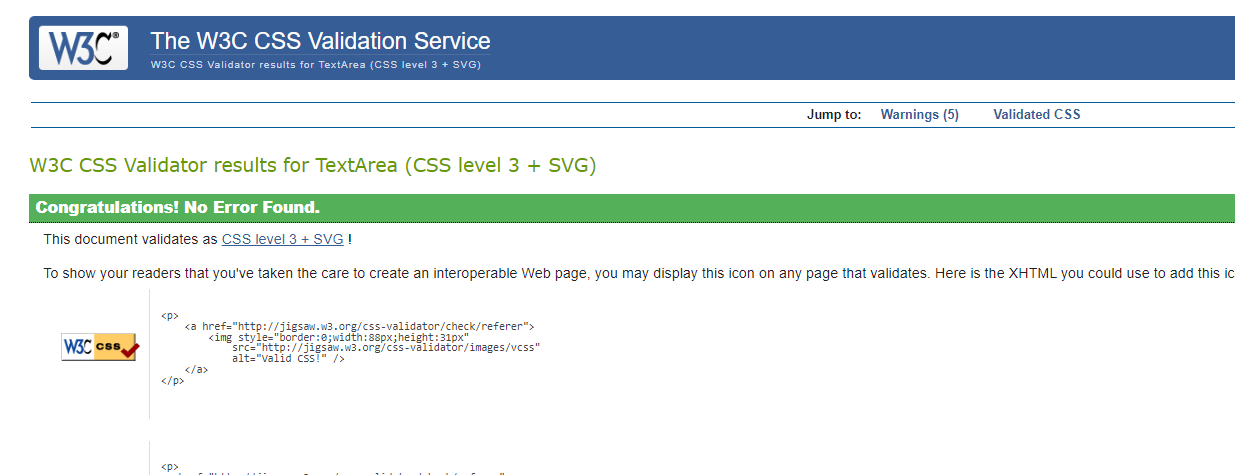 W3C®
The W3C CSS Validation Service
W3C CSS Validator results for TextArea (CSS level 3 + SVG)
Jump to: Warnings (5) Validated CSS
W3C CSS Validator results for TextArea (CSS level 3 + SVG)
Congratulations! No Error Found.
This document validates as CSS level 3 + SVG !
To show your readers that you've taken the care to create an interoperable Web page, you may display this icon on any page that validates. Here is the XHTML you could use to add this ic
W3C css
<p>
<a href="http://jigsaw.w3.org/css-validator/check/referer">
<img style="border:0;width:88px;height:31px"
src="http://jigsaw.w3.org/css-validator/images/vcss"
alt="Valid CSS!" />
</a>
</p>
<p>